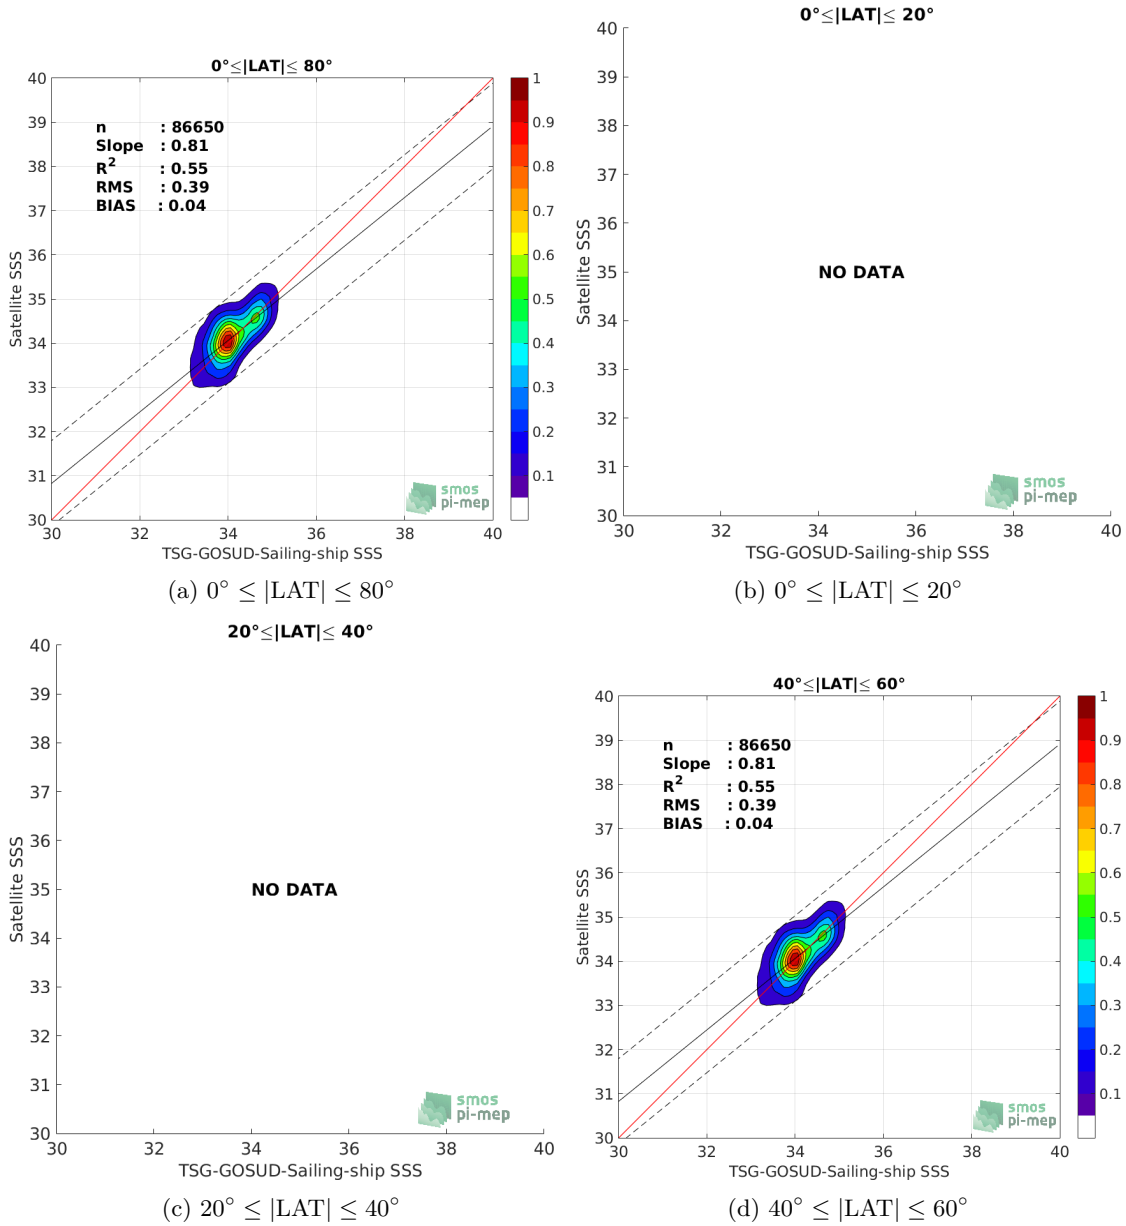 0°≤|LAT|≤ 80°
40
39
38
37
36
35
34
33
32
31
30
n : 86650
Slope : 0.81
R² : 0.55
RMS : 0.39
BIAS : 0.04
1
0.9
0.8
0.7
0.6
0.5
0.4
0.3
0.2
0.1
Satellite SSS
smos
pi-mep
30 32 34 36 38 40
TSG-GOSUD-Sailing-ship SSS
(a) 0° ≤ |LAT| ≤ 80°
0°≤|LAT|≤ 20°
40
39
38
37
36
35
34
33
32
31
30
Satellite SSS
NO DATA
smos
pi-mep
30 32 34 36 38 40
TSG-GOSUD-Sailing-ship SSS
(b) 0° ≤ |LAT| ≤ 20°
20°≤|LAT|≤ 40°
40
39
38
37
36
35
34
33
32
31
30
Satellite SSS
NO DATA
smos
pi-mep
30 32 34 36 38 40
TSG-GOSUD-Sailing-ship SSS
(c) 20° ≤ |LAT| ≤ 40°
40°≤|LAT|≤ 60°
40
39
38
37
36
35
34
33
32
31
30
n : 86650
Slope : 0.81
R² : 0.55
RMS : 0.39
BIAS : 0.04
1
0.9
0.8
0.7
0.6
0.5
0.4
0.3
0.2
0.1
Satellite SSS
smos
pi-mep
30 32 34 36 38 40
TSG-GOSUD-Sailing-ship SSS
(d) 40° ≤ |LAT| ≤ 60°